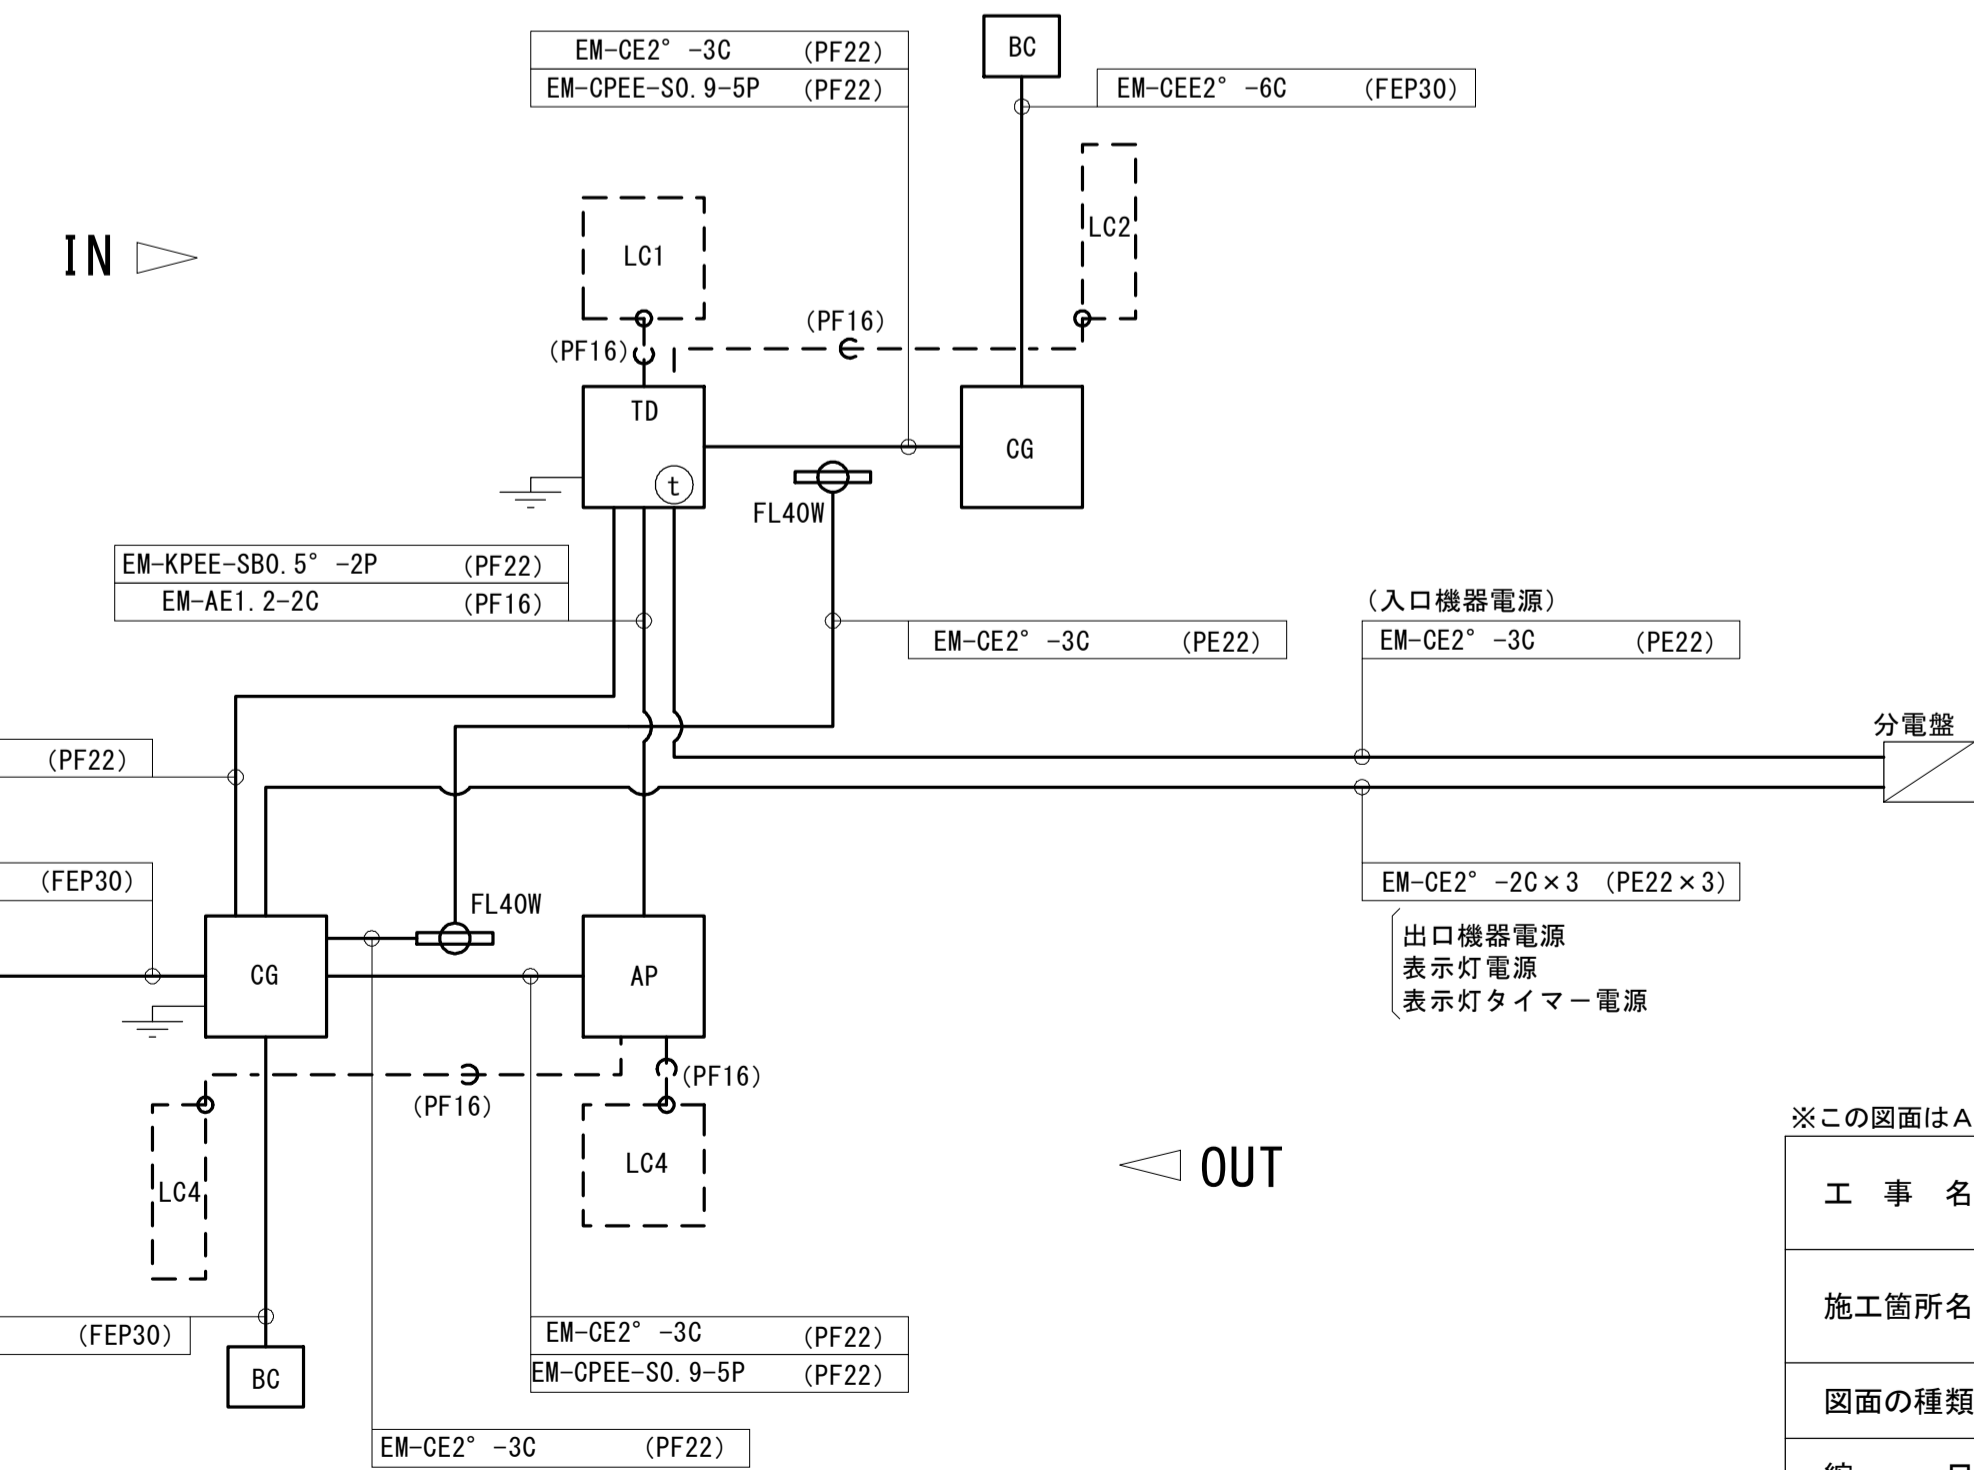 BC
EM-CE2° -3C (PF22)
EM-CPEE-S0.9-5P (PF22)
EM-CEE2° -6C (FEP30)
IN
LC1
LC2
(PF16)
(PF16)
TD
CG
t
FL40W
EM-KPEE-SB0.5° -2P (PF22)
EM-AE1.2-2C (PF16)
(入口機器電源)
EM-CE2° -3C (PE22)
EM-CE2° -3C (PE22)
分電盤
(PF22)
(FEP30)
EM-CE2° -2C×3 (PE22×3)
FL40W
出口機器電源
表示灯電源
表示灯タイマー電源
CG
AP
(PF16)
(PF16)
※この図面はA
OUT
LC4
LC4
工事名
施工箇所名
(FEP30)
EM-CE2° -3C (PF22)
EM-CPEE-S0.9-5P (PF22)
BC
図面の種類
EM-CE2° -3C (PF22)